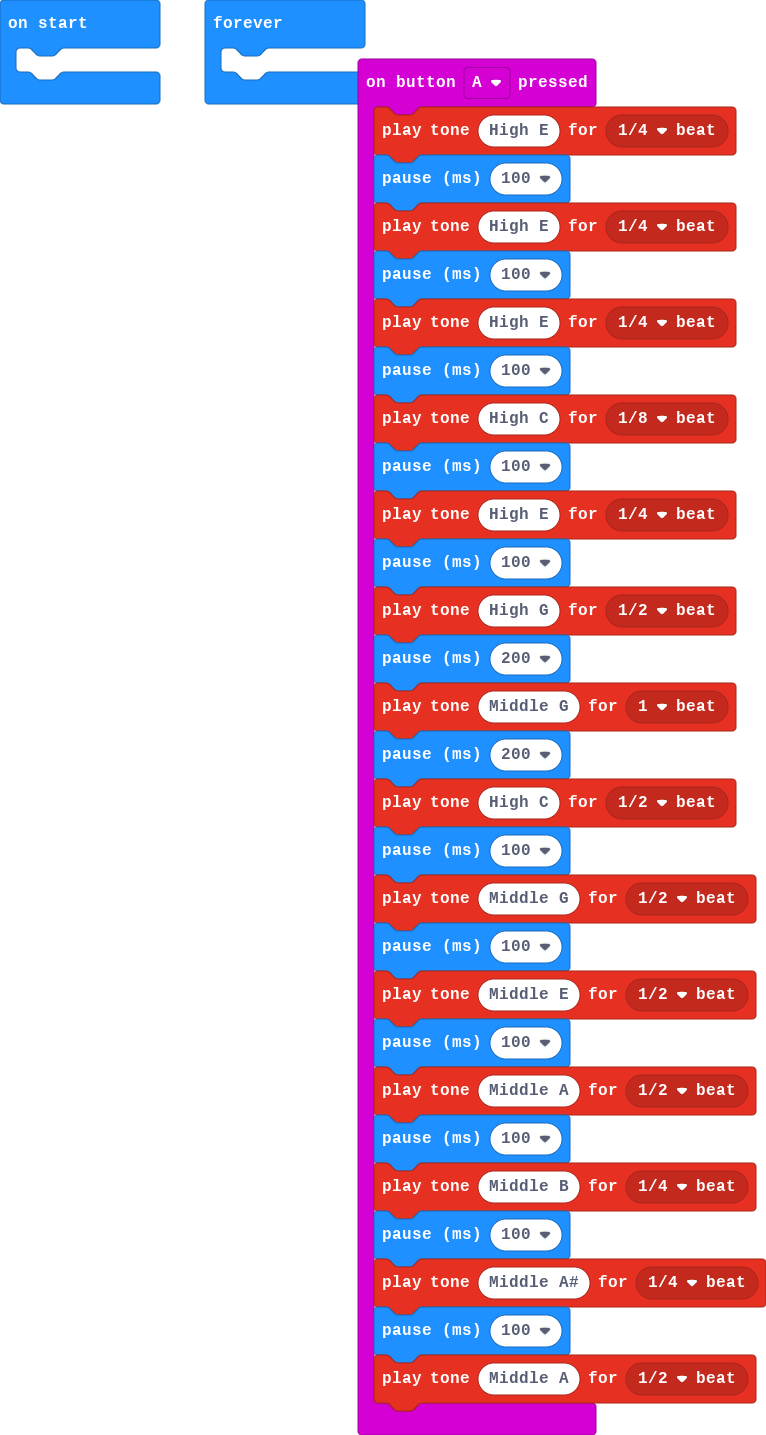 on start
forever
on button A pressed
play tone High E for 1/4 beat
pause (ms) 100
play tone High E for 1/4 beat
pause (ms) 100
play tone High E for 1/4 beat
pause (ms) 100
play tone High C for 1/8 beat
pause (ms) 100
play tone High E for 1/4 beat
pause (ms) 100
play tone High G for 1/2 beat
pause (ms) 200
play tone Middle G for 1 beat
pause (ms) 200
play tone High C for 1/2 beat
pause (ms) 100
play tone Middle G for 1/2 beat
pause (ms) 100
play tone Middle E for 1/2 beat
pause (ms) 100
play tone Middle A for 1/2 beat
pause (ms) 100
play tone Middle B for 1/4 beat
pause (ms) 100
play tone Middle A# for 1/4 beat
pause (ms) 100
play tone Middle A for 1/2 beat